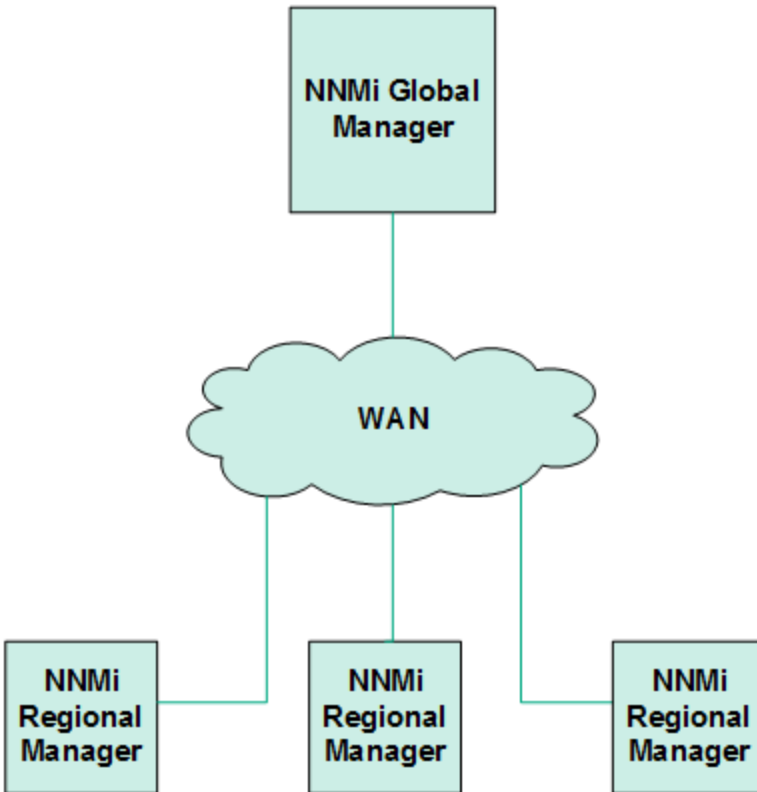 NNMi Global
Manager
WAN
NNMi
Regional
Manager
NNMi
Regional
Manager
NNMi
Regional
Manager